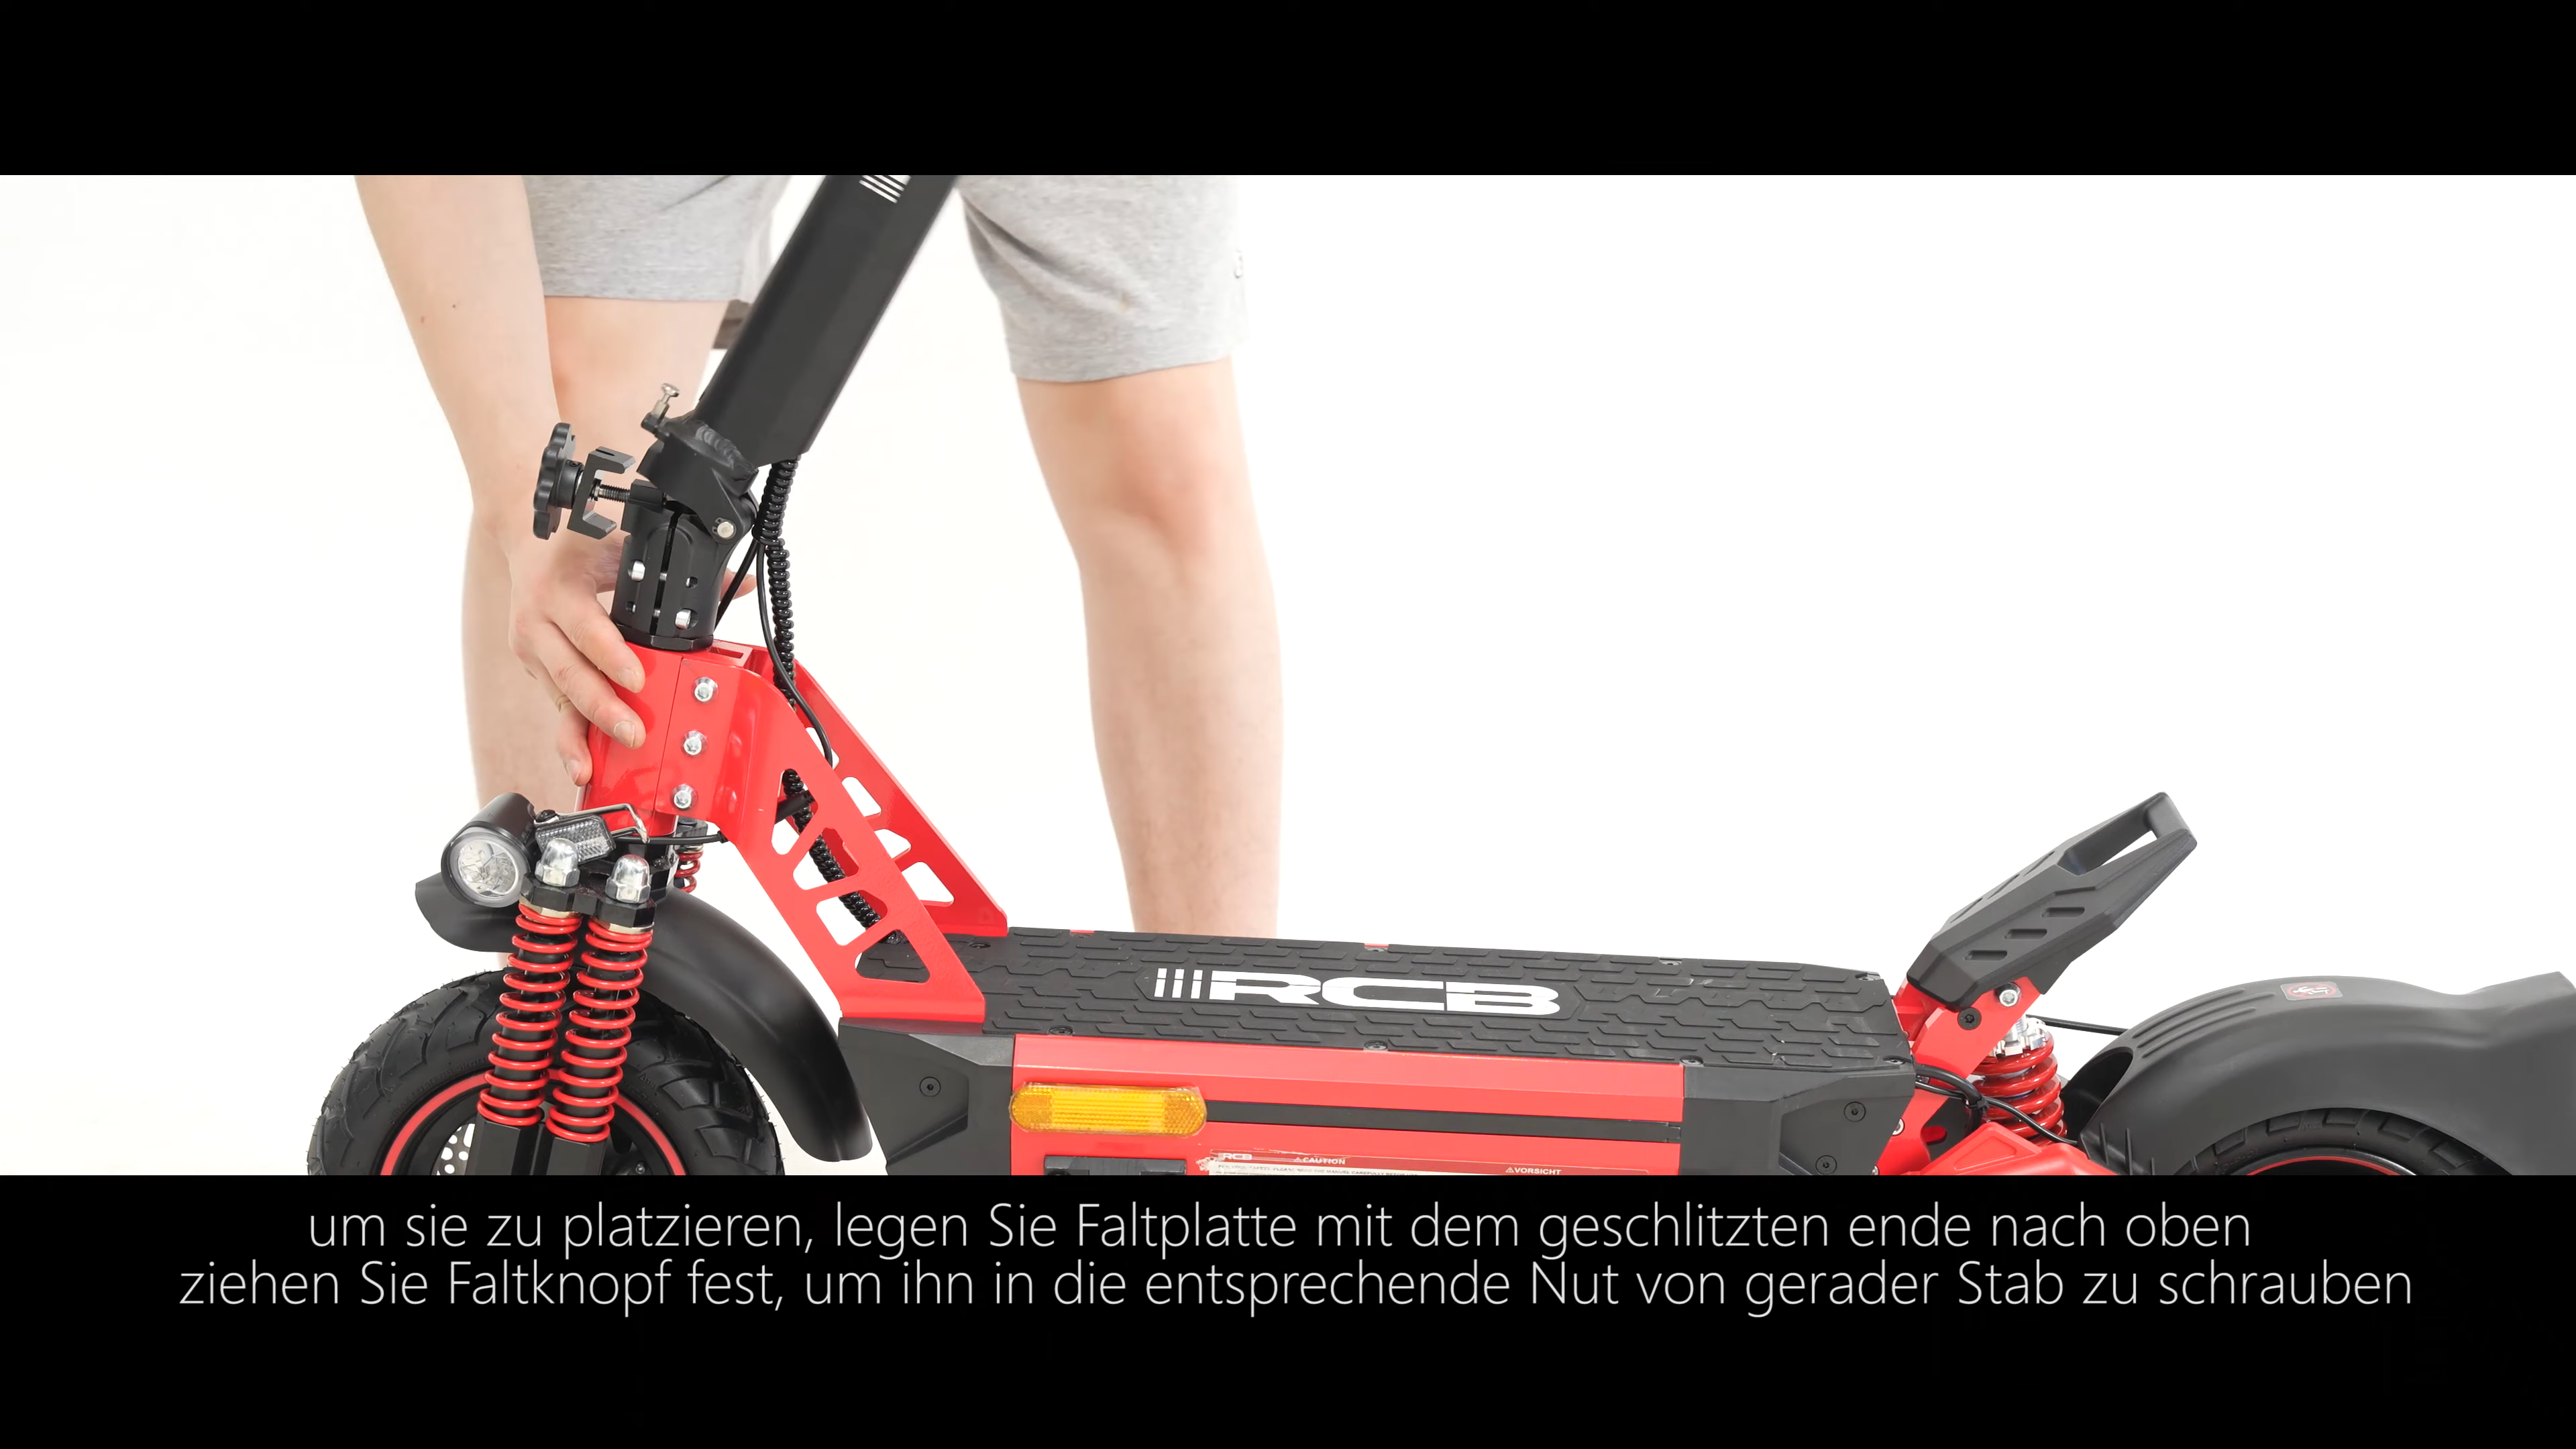 RCB
RCB
CAUTION
VORSICHT
um sie zu platzieren, legen Sie Faltplatte mit dem geschlitzten ende nach oben
ziehen Sie Faltknopf fest, um ihn in die entsprechende Nut von gerader Stab zu schrauben